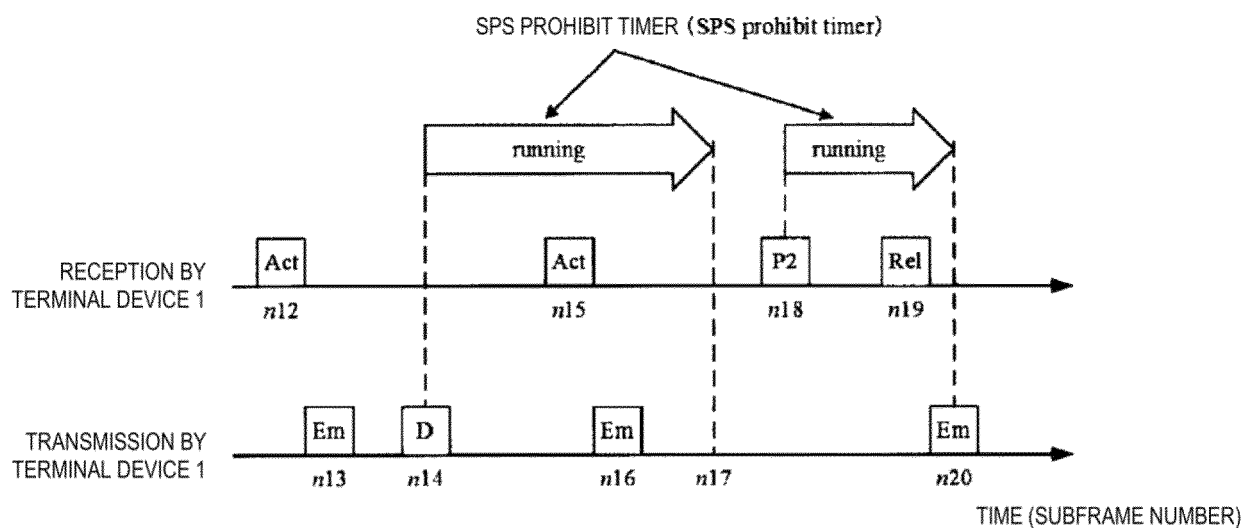 SPS PROHIBIT TIMER (SPS prohibit timer)
running
running
RECEPTION BY
TERMINAL DEVICE 1
Act
Act
P2
Rel
n12
n15
n18
n19
TRANSMISSION BY
TERMINAL DEVICE 1
Em
D
Em
Em
n13
n14
n16
n17
n20
TIME (SUBFRAME NUMBER)